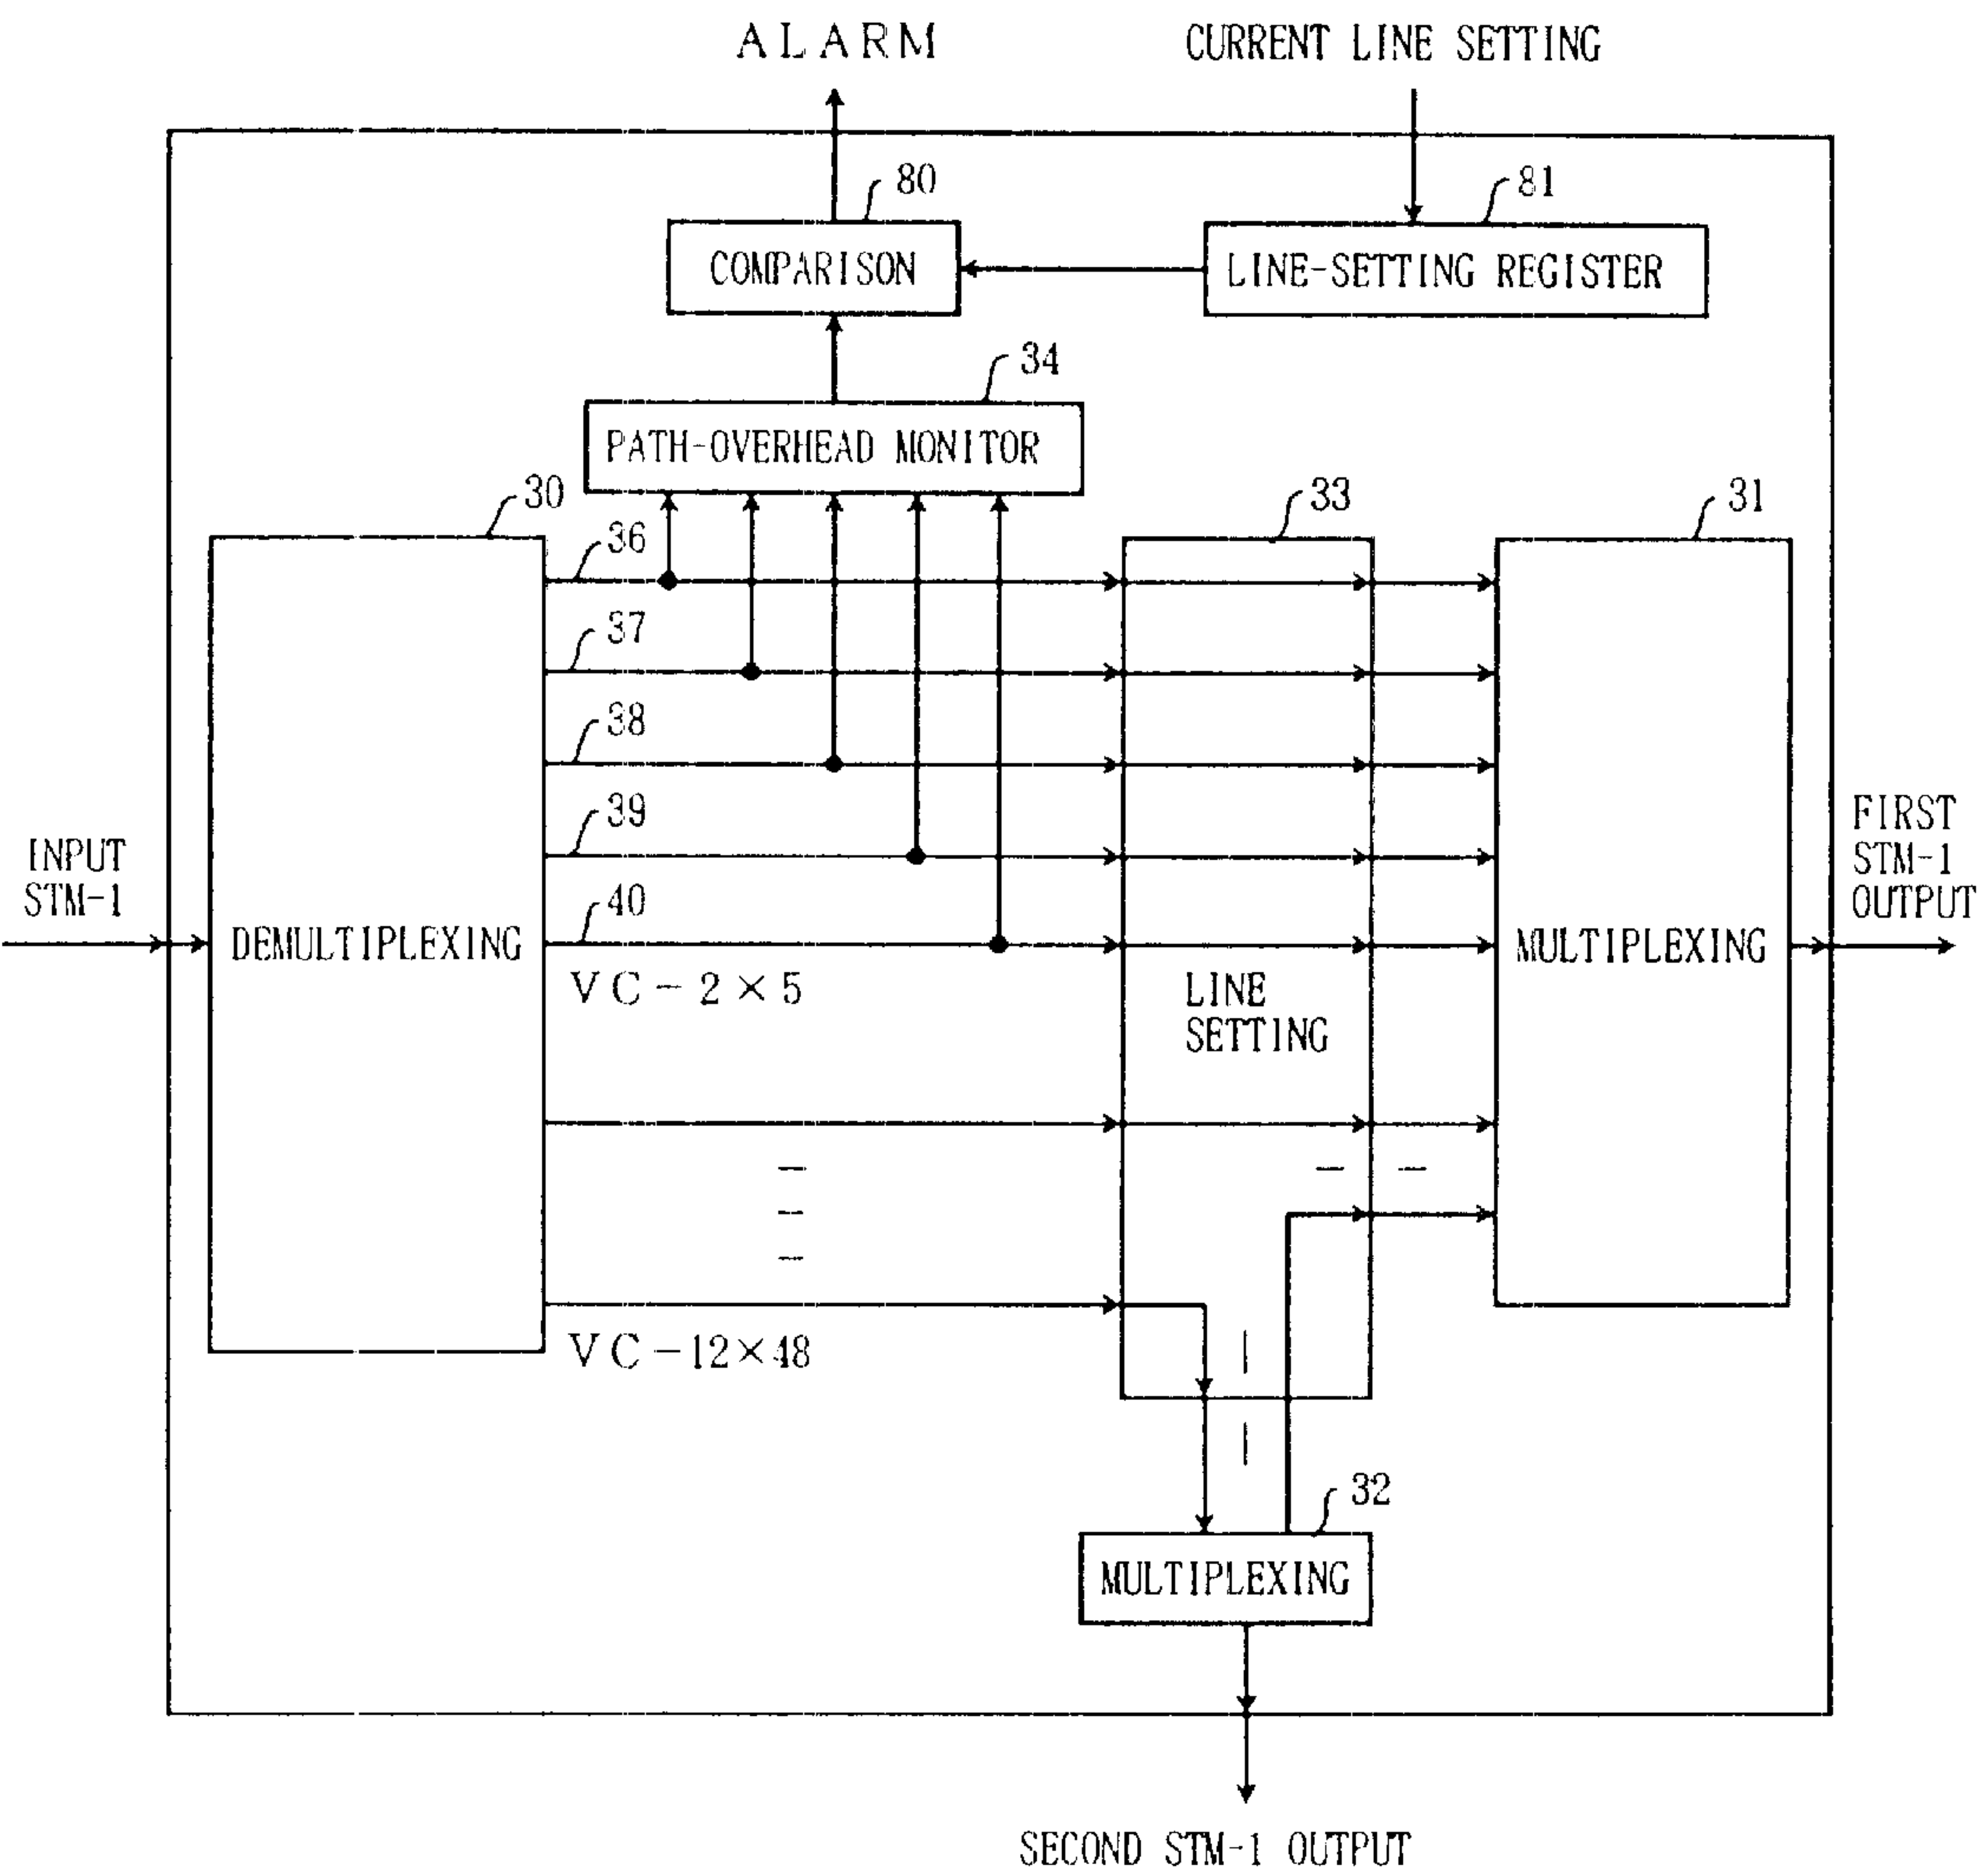 ALARM
CURRENT LINE SETTING
80
81
COMPARISON
LINE-SETTING REGISTER
34
PATH-OVERHEAD MONITOR
30
33
31
36
37
38
39
40
INPUT
STM-1
FIRST
STM-1
OUTPUT
DEMULTIPLEXING
MULTIPLEXING
VC-2×5
LINE
SETTING
VC-12×48
32
MULTIPLEXING
SECOND STM-1 OUTPUT